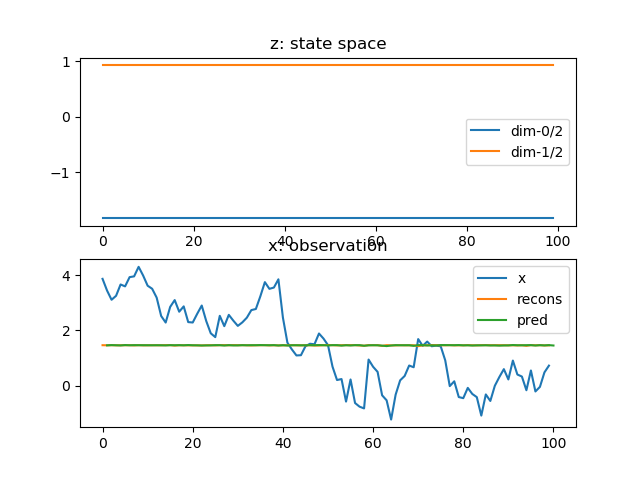 z: state space
1
0
−1
dim-0/2
dim-1/2
0 20 40 60 80 100
x: observation
4
2
0
x
recons
pred
0 20 40 60 80 100